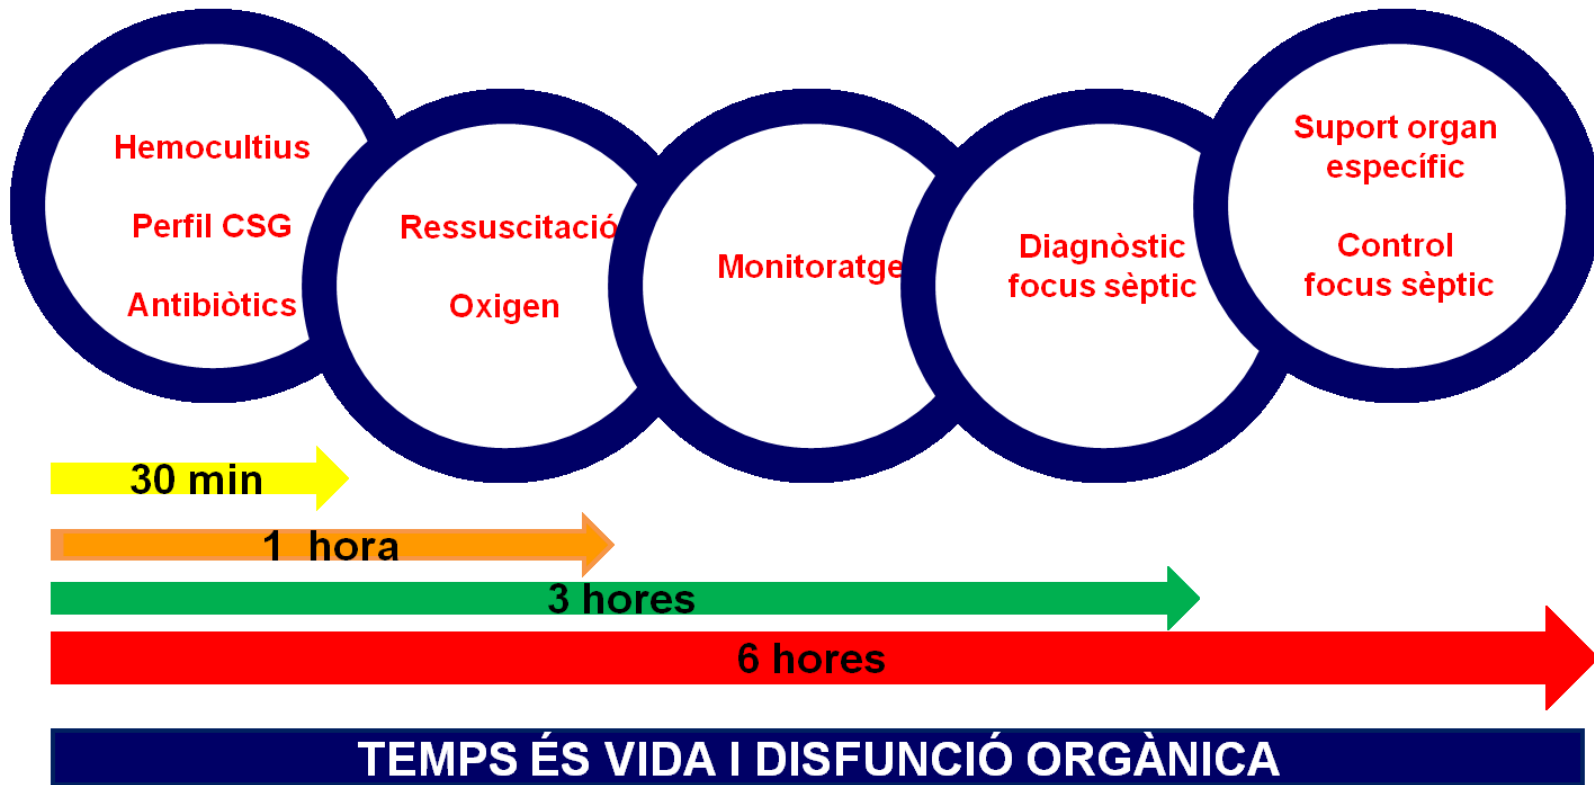 Hemocultius
Perfil CSG
Antibiòtics
Ressuscitació
Oxigen
Monitoratge
Diagnòstic
focus sèptic
Suport organ
específic
Control
focus sèptic
30 min
1 hora
3 hores
6 hores
TEMPS ÉS VIDA I DISFUNCIÓ ORGÀNICA